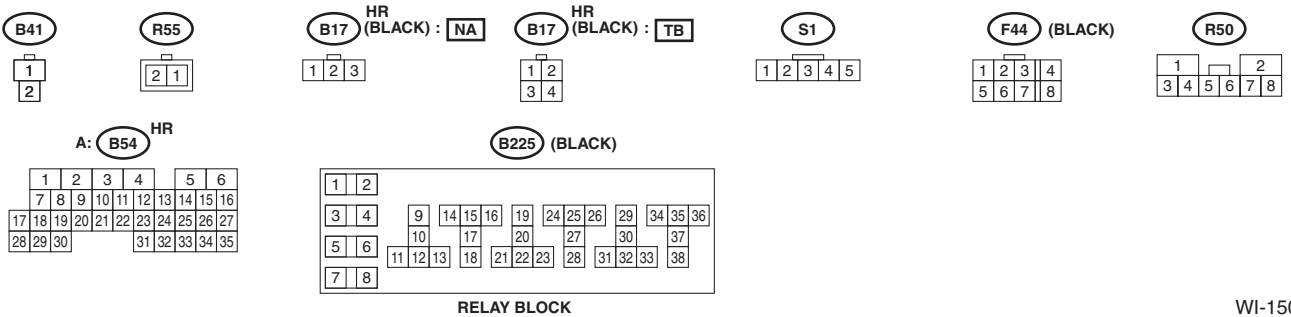 B41 R55 B17 HR (BLACK) : NA B17 HR (BLACK) : TB S1 F44 (BLACK) R50
1 2 1 1 2 3 1 2 1 2 3 4 5 1 2 3 4 1 2
2 3 4 5 6 7 8 3 4 5 6 7 8
A: B54 HR B225 (BLACK)
1 2 3 4 5 6
7 8 9 10 11 12 13 14 15 16
17 18 19 20 21 22 23 24 25 26 27
28 29 30 31 32 33 34 35
1 2
3 4 9 14 15 16 19 24 25 26 29 34 35 36
10 17 20 27 30 37
5 6 11 12 13 18 21 22 23 28 31 32 33 38
7 8
RELAY BLOCK